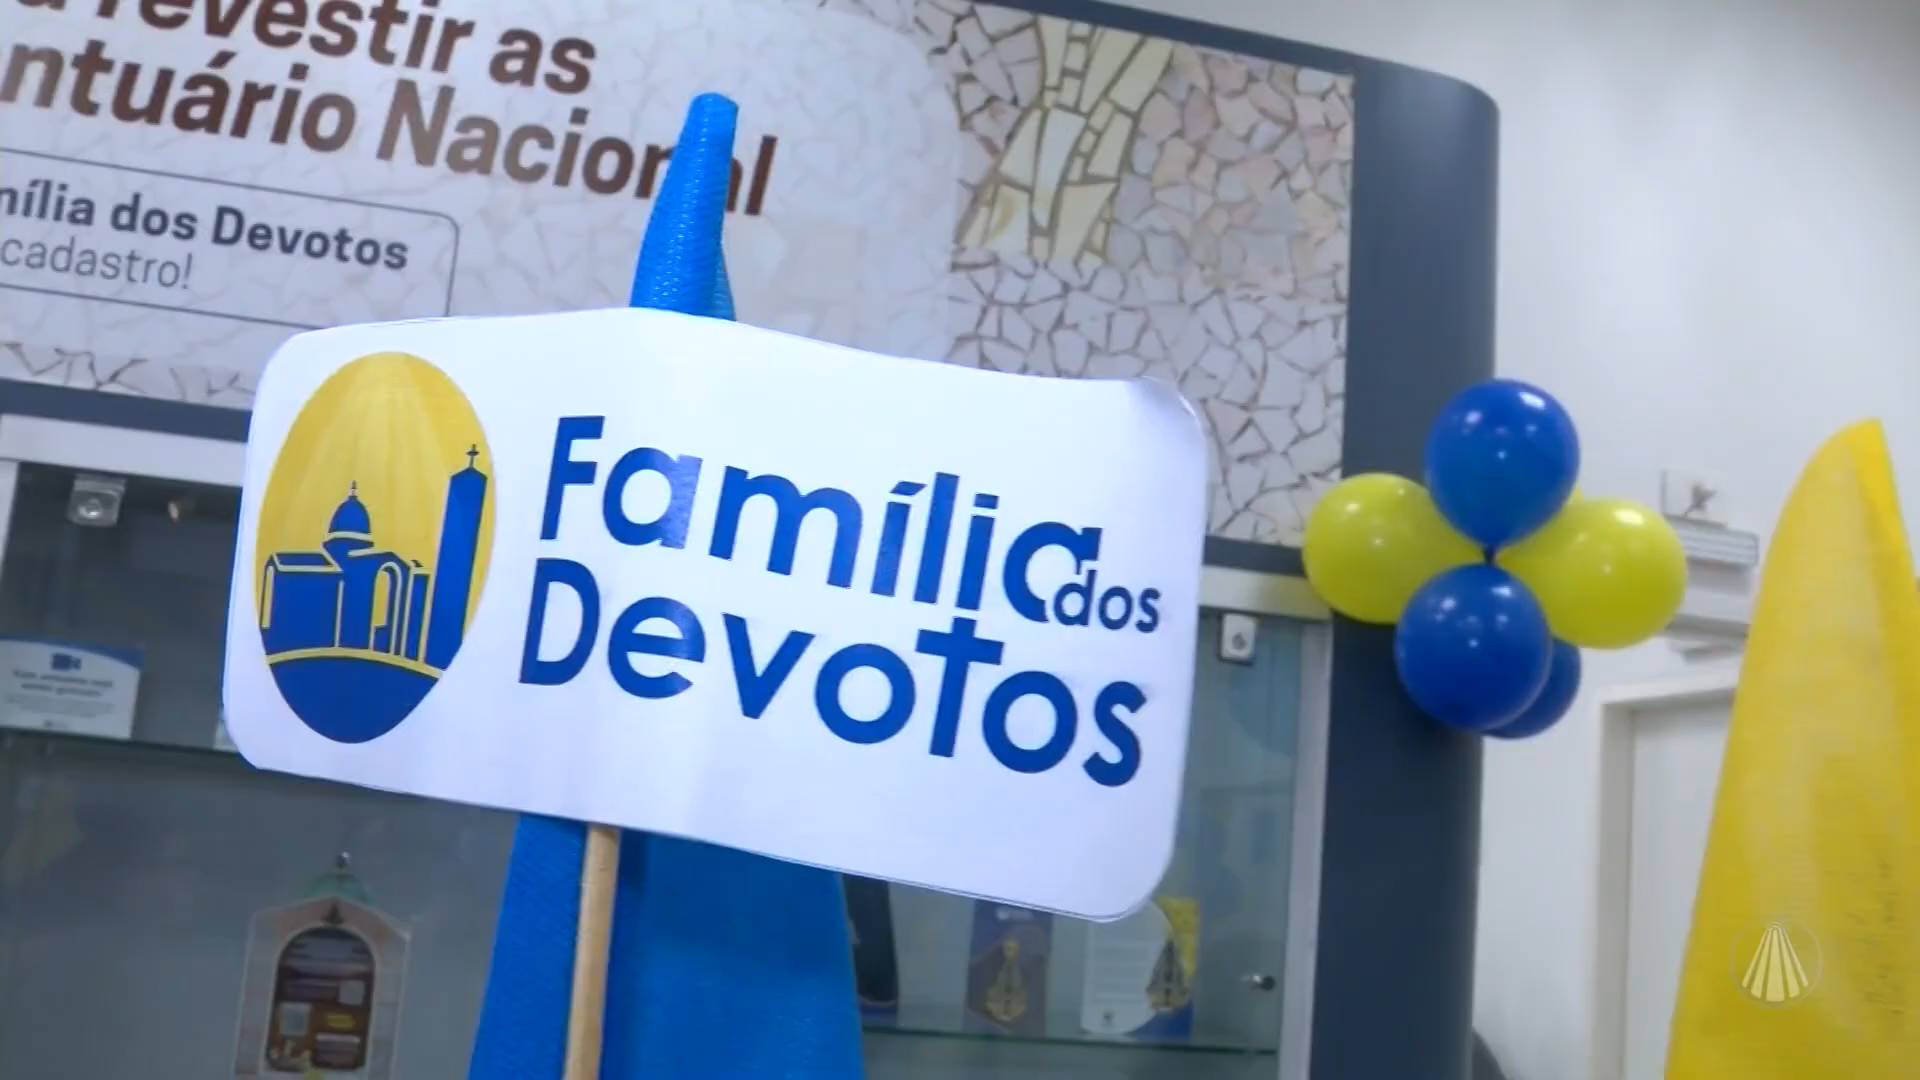 revestir as
ntuário Nacional
mília dos Devotos
cadastro!
Família dos
Devotos